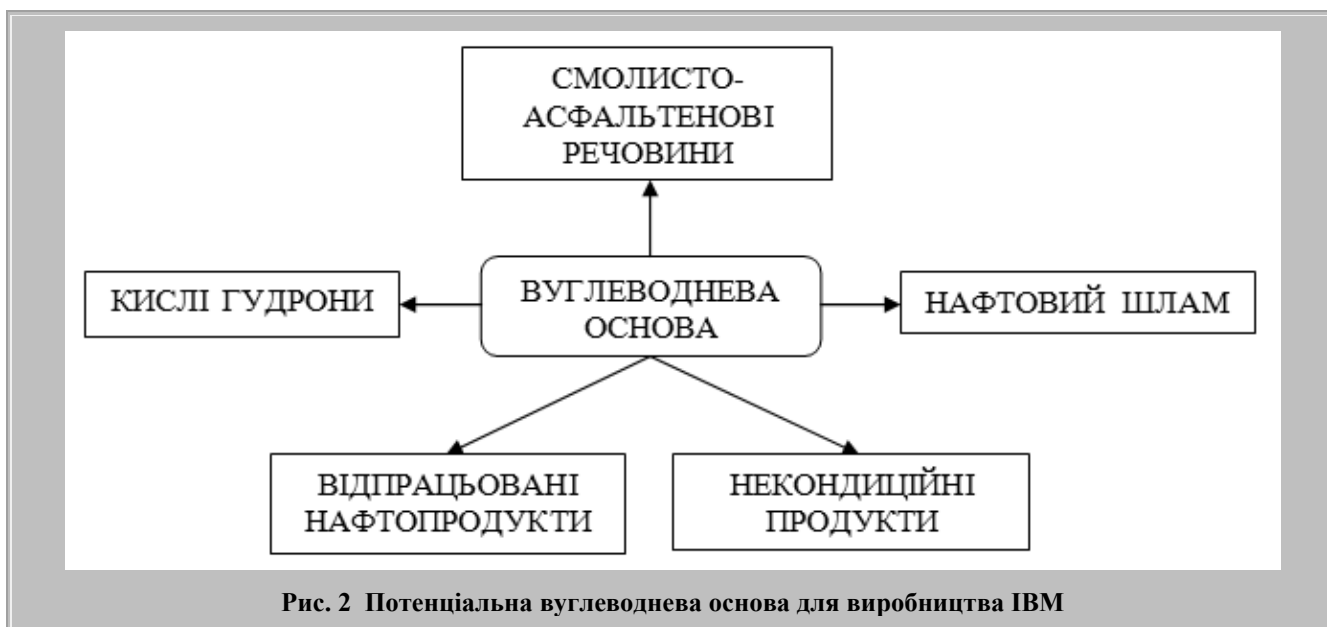 СМОЛИСТО-
АСФАЛЬТЕНОВІ
РЕЧОВИНИ
КИСЛІ ГУДРОНИ
ВУГЛЕВОДНЕВА
ОСНОВА
НАФТОВИЙ ШЛАМ
ВІДПРАЦЬОВАНІ
НАФТОПРОДУКТИ
НЕКОНДИЦІЙНІ
ПРОДУКТИ
Рис. 2 Потенціальна вуглеводнева основа для виробництва ІВМ